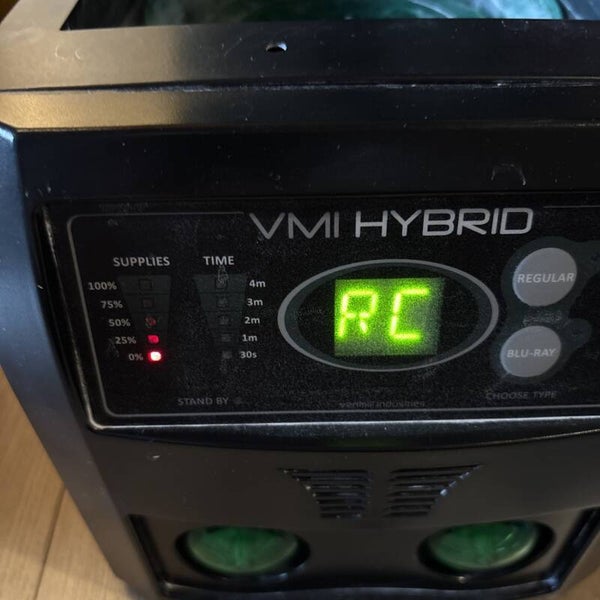 VMI HYBRID
SUPPLIES TIME
100% 4m
75% 3m
50% 2m
25% 1m
0% 30s
RC
REGULAR
BLU-RAY
STAND BY
CHOOSE TYPE